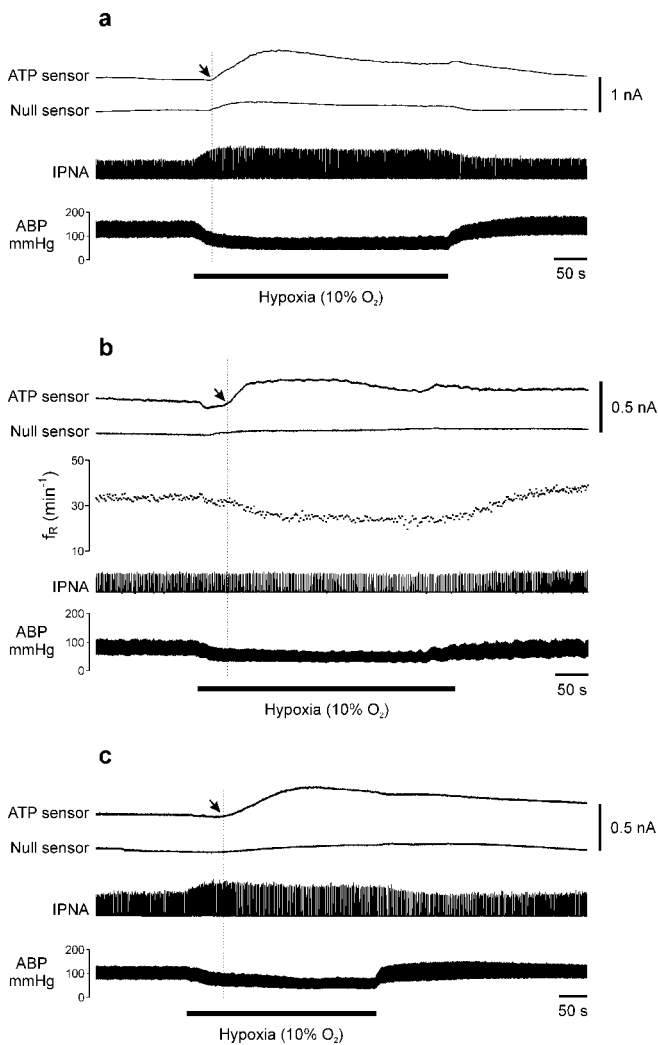 a
ATP sensor
1 nA
Null sensor
IPNA
ABP
mmHg
200
100
0
50 s
Hypoxia (10% O₂)
b
ATP sensor
0.5 nA
Null sensor
fR (min⁻¹)
50
30
10
IPNA
ABP
mmHg
200
100
0
50 s
Hypoxia (10% O₂)
c
ATP sensor
0.5 nA
Null sensor
IPNA
ABP
mmHg
200
100
0
50 s
Hypoxia (10% O₂)